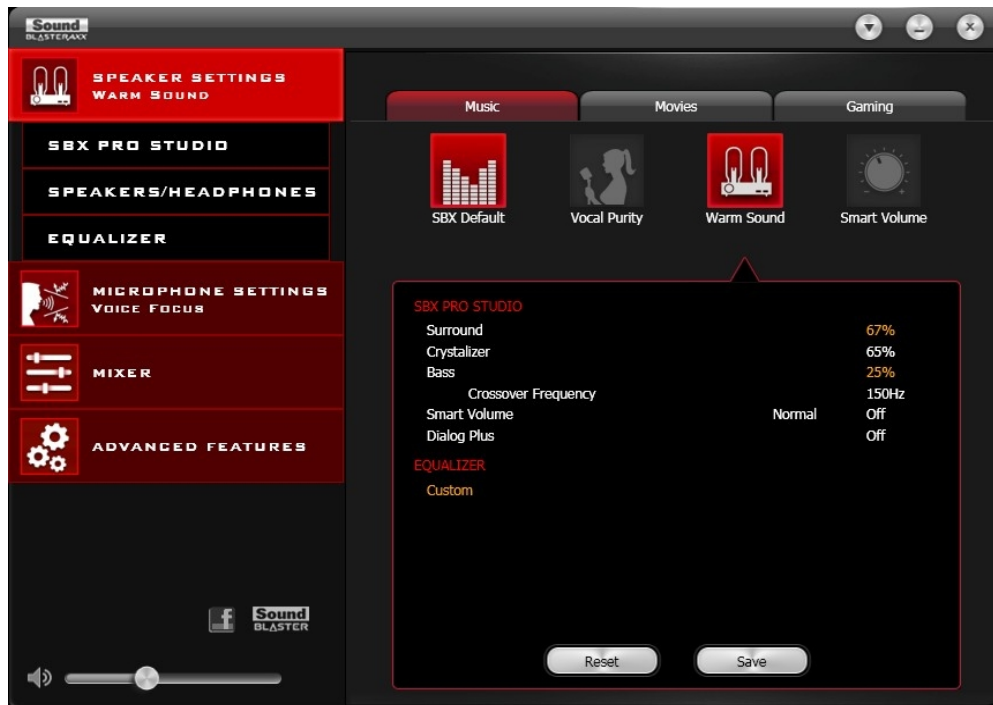 Sound
BLASTERAXX
SPEAKER SETTINGS
WARM SOUND
SBX PRO STUDIO
SPEAKERS/HEADPHONES
EQUALIZER
MICROPHONE SETTINGS
VOICE FOCUS
MIXER
ADVANCED FEATURES
f
Sound
BLASTER
Music Movies Gaming
SBX Default Vocal Purity Warm Sound Smart Volume
SBX PRO STUDIO
Surround 67%
Crystalizer 65%
Bass 25%
Crossover Frequency 150Hz
Smart Volume Normal Off
Dialog Plus Off
EQUALIZER
Custom
Reset Save